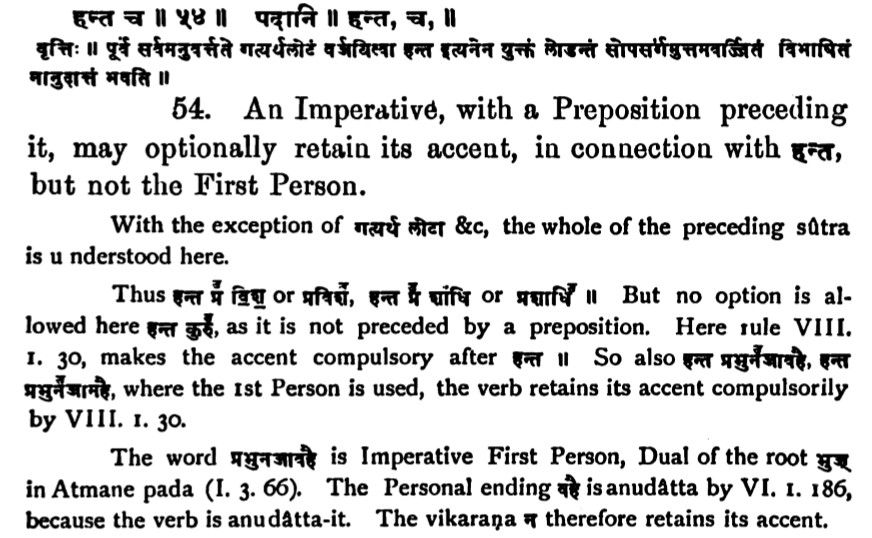 हन्त च ॥ ५४ ॥ पदानि ॥ हन्त, च, ॥
वृत्तिः ॥ पूर्वं सर्वमनुवर्त्तते गत्यर्थलोटं वर्जयित्वा हन्त इत्यनेन युक्तं लोडन्तं सोपसर्गमुत्तमवर्ज्जितं विभाषितं
नानुदात्तं भवति ॥
54. An Imperative, with a Preposition preceding
it, may optionally retain its accent, in connection with हन्त,
but not the First Person.
With the exception of गत्यर्थ लोटा &c, the whole of the preceding sûtra
is u nderstood here.
Thus हन्त प्रँ विश or प्रविशँ, हन्त प्रँ शाधि or प्रशाधिँ ॥ But no option is al-
lowed here हन्त कुरुँ, as it is not preceded by a preposition. Here rule VIII.
1. 30, makes the accent compulsory after हन्त ॥ So also हन्त प्रभुनँजावहै, हन्त
प्रभुनँजामहै, where the 1st Person is used, the verb retains its accent compulsorily
by VIII. 1. 30.
The word प्रभुनजावहै is Imperative First Person, Dual of the root भुज्
in Atmane pada (I. 3. 66). The Personal ending वहै is anudâtta by VI. 1. 186,
because the verb is anudâtta-it. The vikaraṇa न therefore retains its accent.